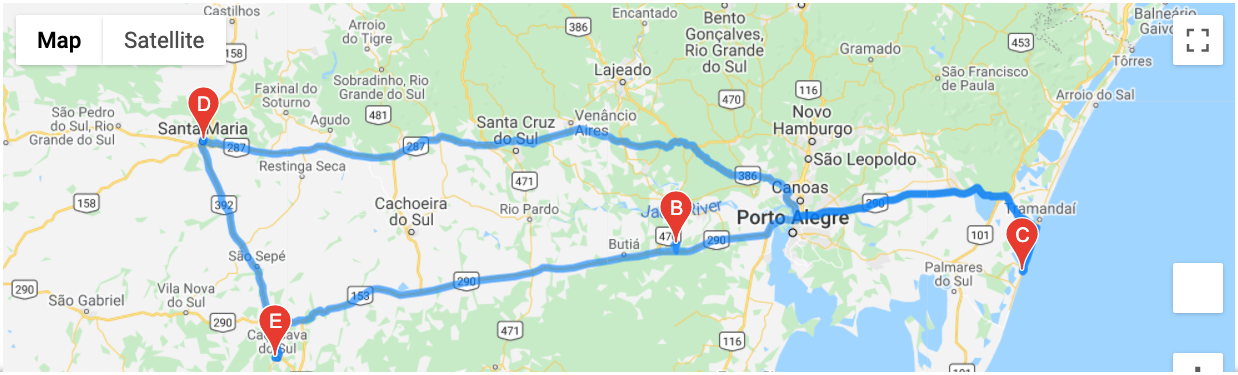 Map
Satellite
Castilhos
158
Arroio
do Tigre
386
Encantado
Bento
Gonçalves,
Rio Grande
do Sul
Gramado
453
Balneário
Gaivo
Tôrres
Lajeado
São Francisco
de Paula
Sobradinho, Rio
Grande do Sul
Faxinal do
Soturno
116
470
Arroio do Sal
São Pedro
do Sul, Rio
Grande do Sul
D
Santa Maria
Agudo
481
Santa Cruz
do Sul
Venâncio
Aires
Novo
Hamburgo
287
287
Restinga Seca
São Leopoldo
386
Canoas
471
158
392
Cachoeira
do Sul
Rio Pardo
B
River
Porto Alegre
290
Tramandaí
C
470
290
101
Butiá
São Sepé
Palmares
do Sul
290
290
São Gabriel
Vila Nova
do Sul
153
290
E
do Sul
471
116
101